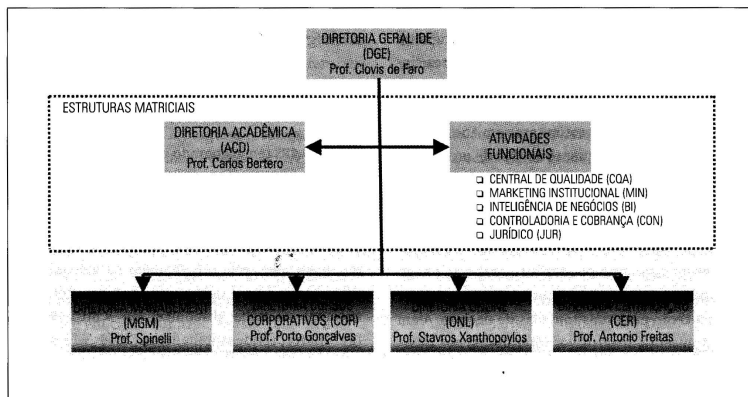 DIRETORIA GERAL IDE
(DGE)
Prof. Clovis de Faro
ESTRUTURAS MATRICIAIS
DIRETORIA ACADÊMICA
(ACD)
Prof. Carlos Bertero
ATIVIDADES
FUNCIONAIS
CENTRAL DE QUALIDADE (CQA)
MARKETING INSTITUCIONAL (MIN)
INTELIGÊNCIA DE NEGÓCIOS (BI)
CONTROLADORIA E COBRANÇA (CON)
JURÍDICO (JUR)
DIRETORIA MANAGEMENT
(MGM)
Prof. Spinelli
CORPORATIVOS (COR)
Prof. Porto Gonçalves
(ONL)
Prof. Stavros Xanthopoylos
(CER)
Prof. Antonio Freitas